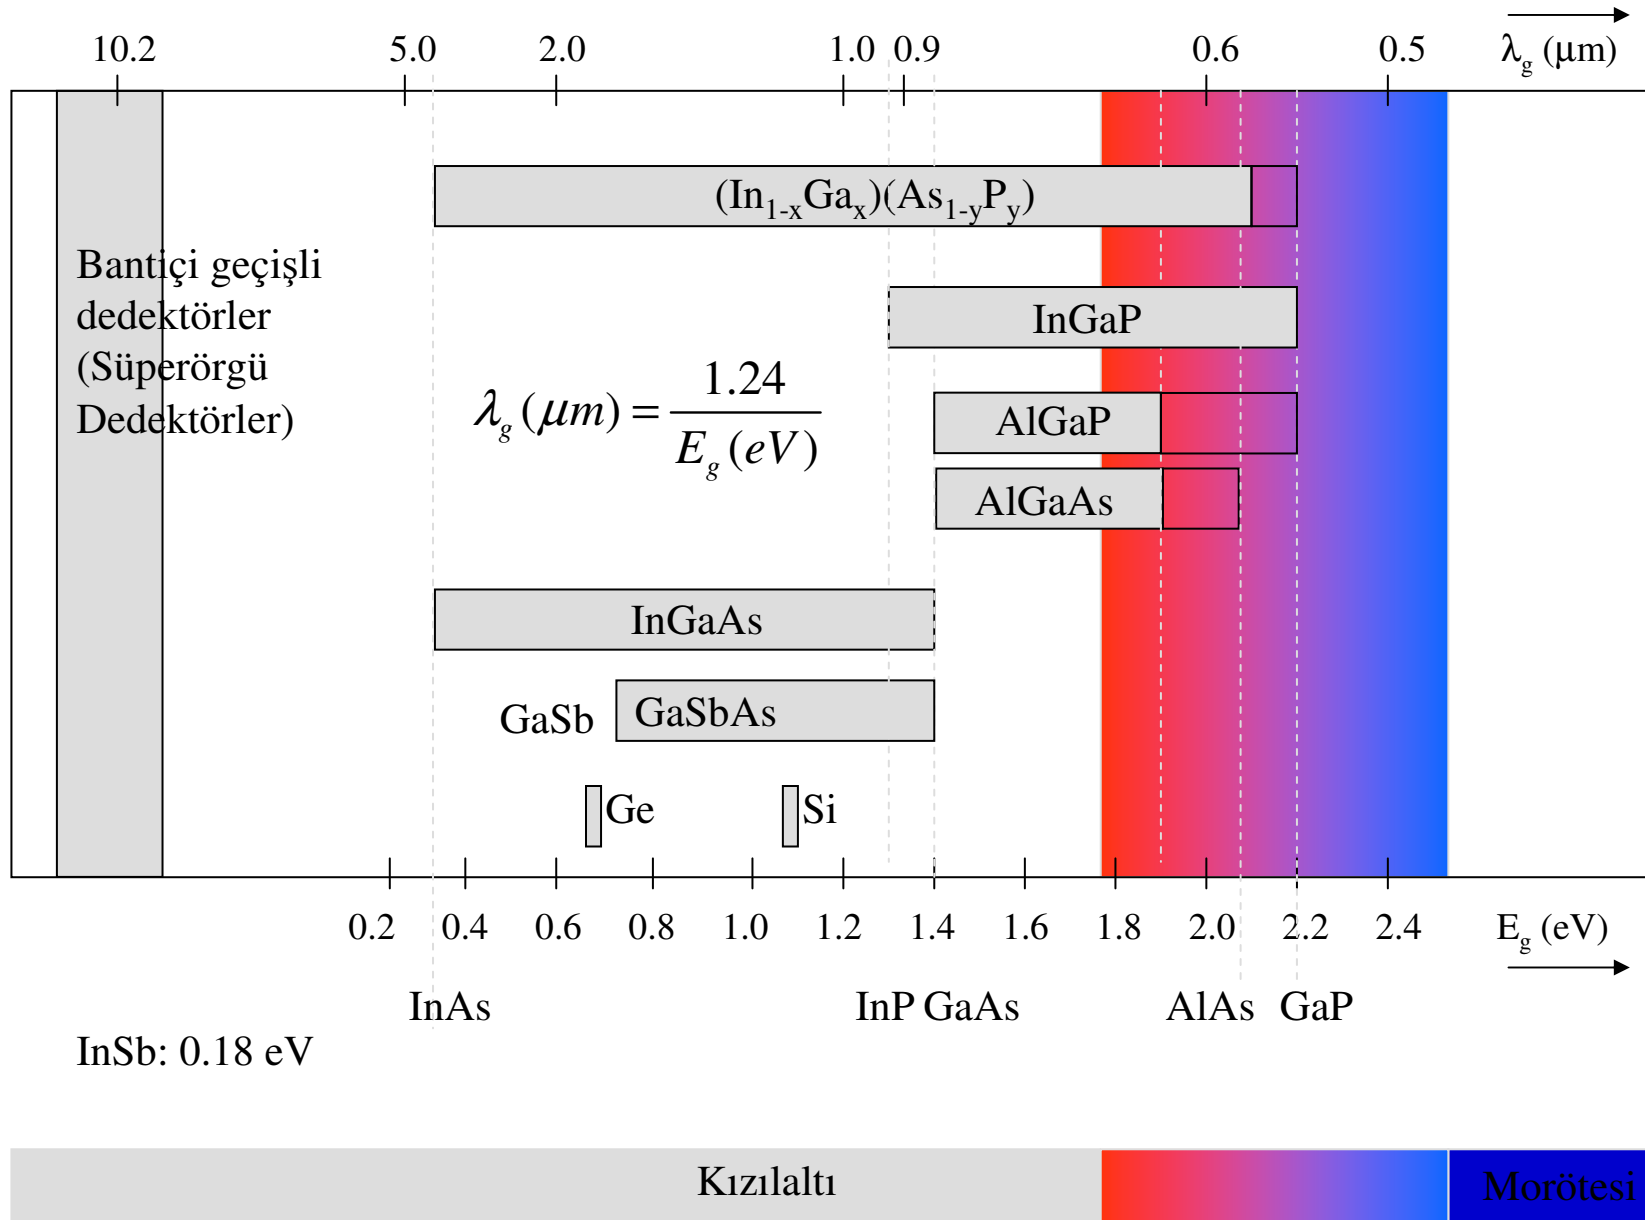 10.2 5.0 2.0 1.0 0.9 0.6 0.5 λg (μm)
(In1-xGax)(As1-yPy)
Bantiçi geçişli
dedektörler
(Süperörgü
Dedektörler)
InGaP
λg (μm) = 1.24 / Eg (eV)
AlGaP
AlGaAs
InGaAs
GaSb GaSbAs
Ge Si
0.2 0.4 0.6 0.8 1.0 1.2 1.4 1.6 1.8 2.0 2.2 2.4 Eg (eV)
InAs InP GaAs AlAs GaP
InSb: 0.18 eV
Kızılaltı Morötesi